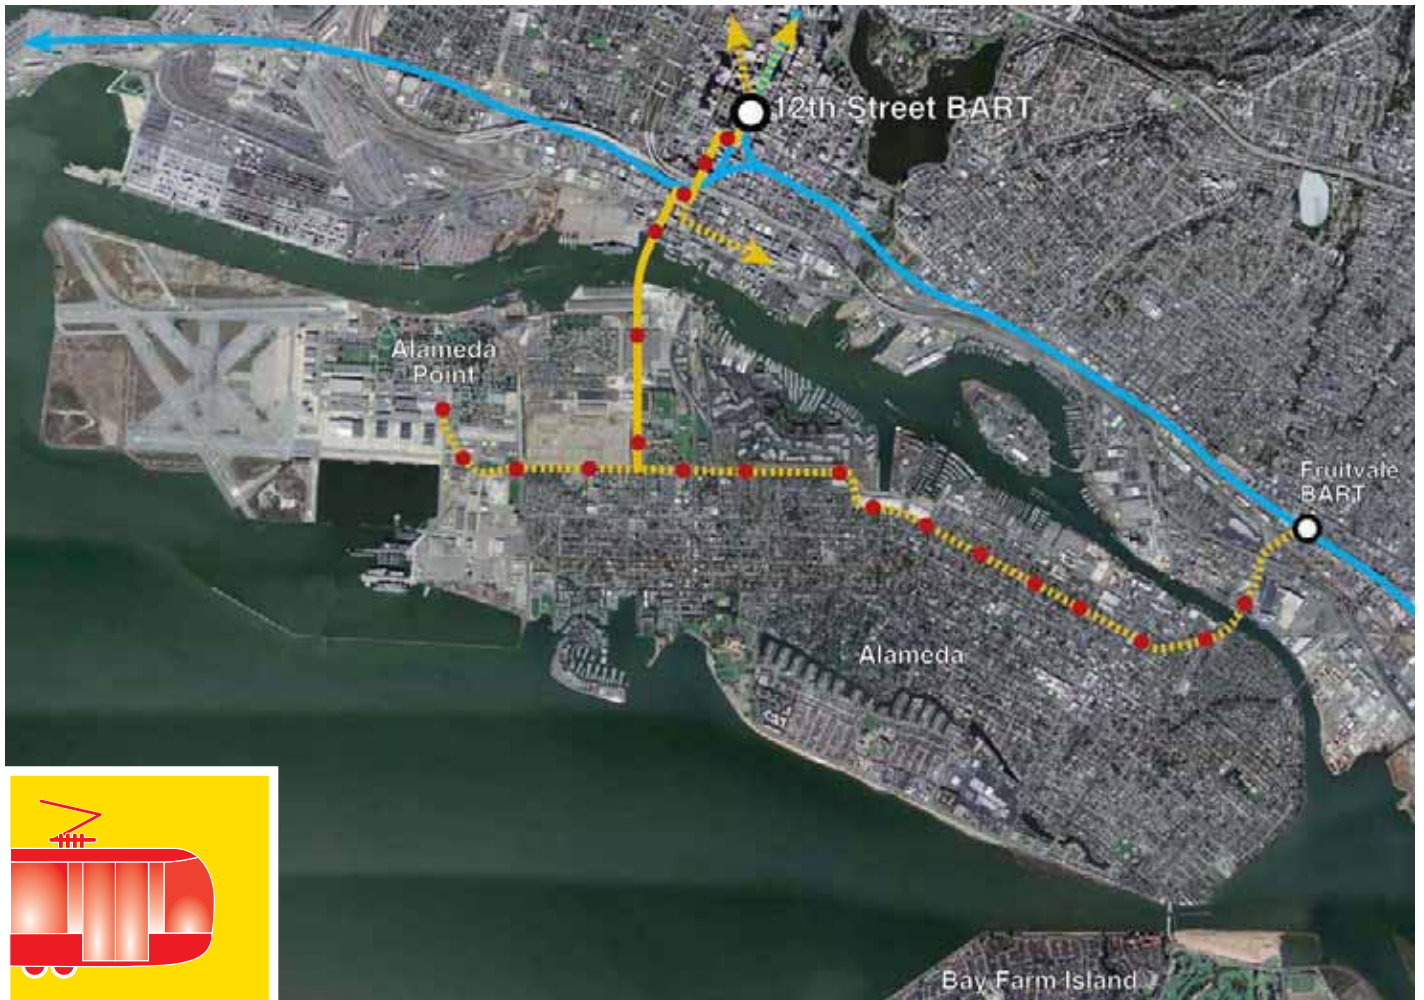 12th Street BART
Alameda
Point
Fruitvale
BART
Alameda
Bay Farm Island